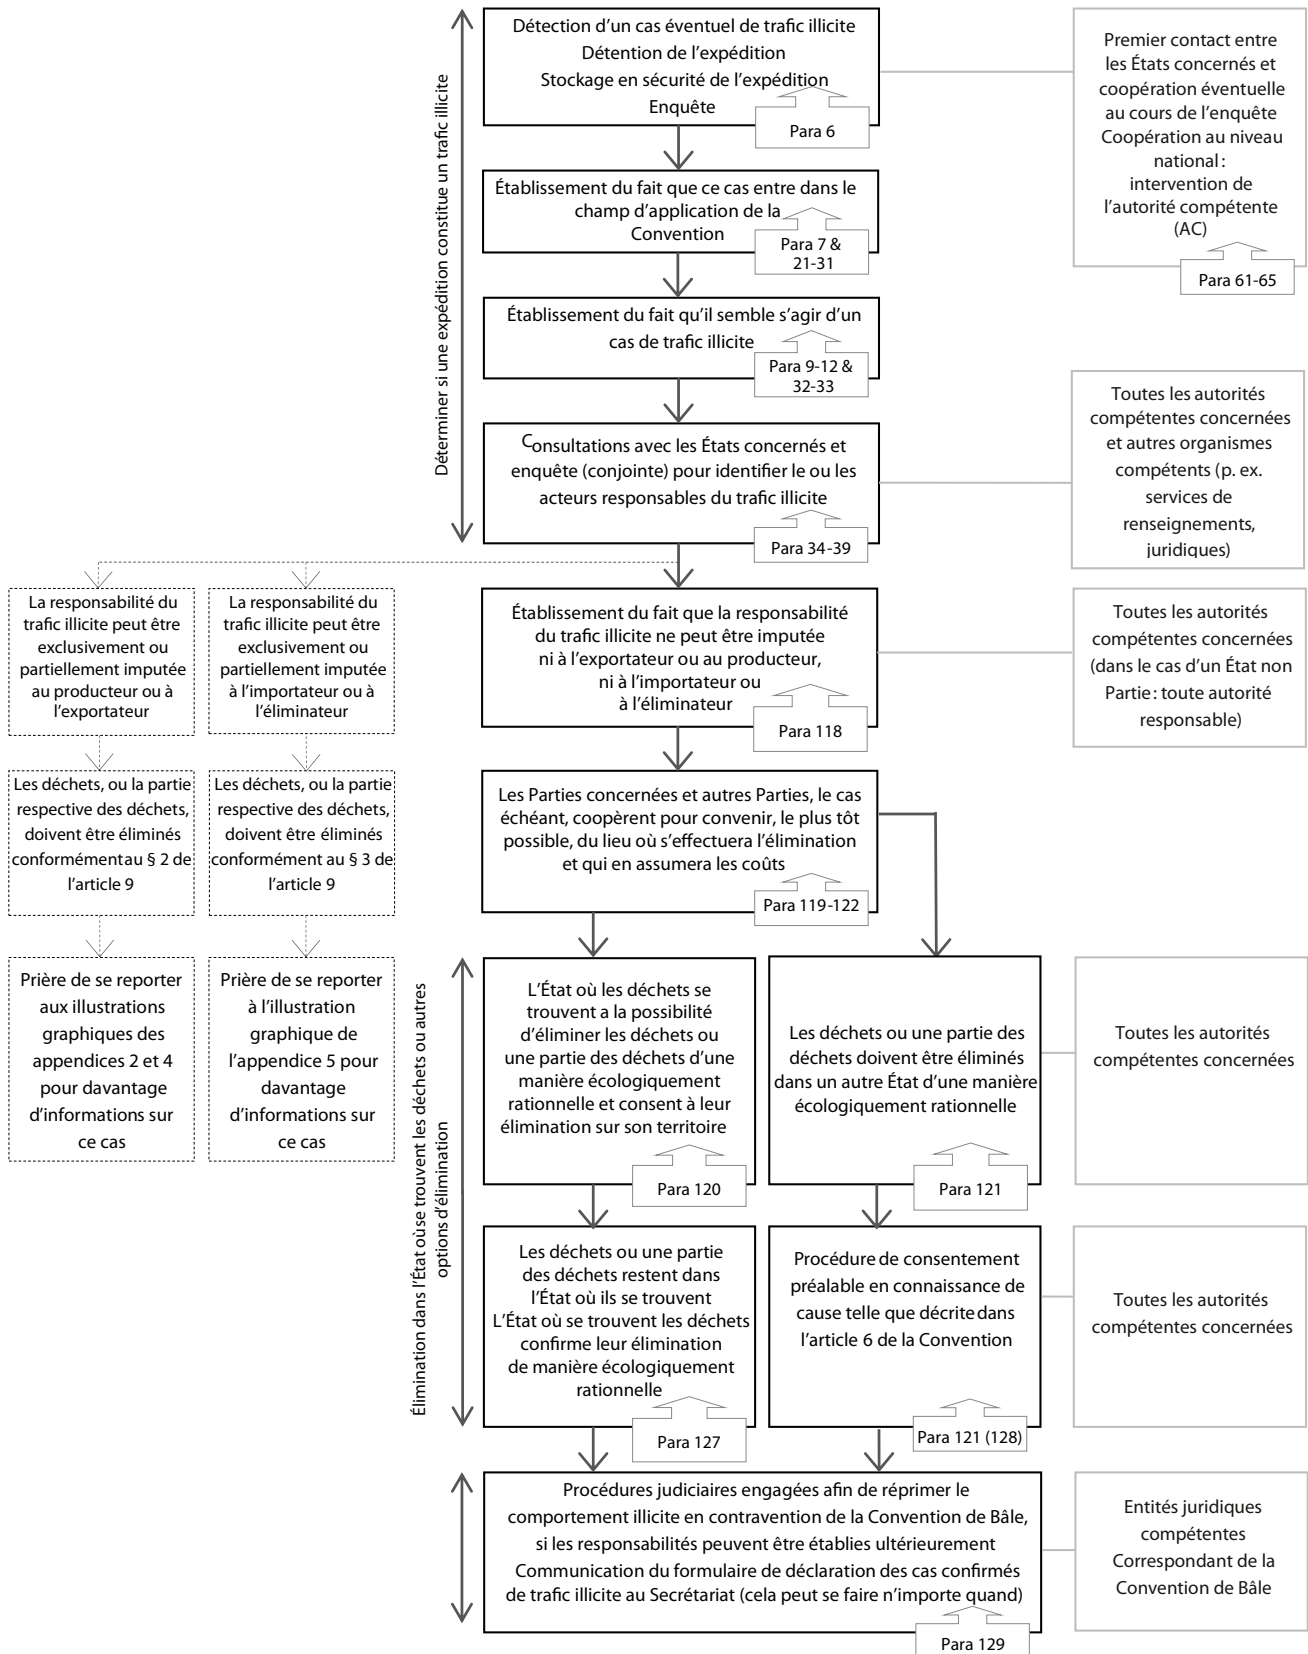 Détection d'un cas éventuel de trafic illicite
Détention de l'expédition
Stockage en sécurité de l'expédition
Enquête
Para 6
Premier contact entre
les États concernés et
coopération éventuelle
au cours de l'enquête
Coopération au niveau
national :
intervention de
l'autorité compétente
(AC)
Para 61-65
Déterminer si une expédition constitue un trafic illicite
Établissement du fait que ce cas entre dans le
champ d'application de la
Convention
Para 7 &
21-31
Établissement du fait qu'il semble s'agir d'un
cas de trafic illicite
Para 9-12 &
32-33
Consultations avec les États concernés et
enquête (conjointe) pour identifier le ou les
acteurs responsables du trafic illicite
Para 34-39
Toutes les autorités
compétentes concernées
et autres organismes
compétents (p. ex.
services de
renseignements,
juridiques)
La responsabilité du
trafic illicite peut être
exclusivement ou
partiellement imputée
au producteur ou à
l'exportateur
La responsabilité du
trafic illicite peut être
exclusivement ou
partiellement imputée
à l'importateur ou à
l'éliminateur
Établissement du fait que la responsabilité
du trafic illicite ne peut être imputée
ni à l'exportateur ou au producteur,
ni à l'importateur ou
à l'éliminateur
Para 118
Toutes les autorités
compétentes concernées
(dans le cas d'un État non
Partie : toute autorité
responsable)
Les déchets, ou la partie
respective des déchets,
doivent être éliminés
conformément au § 2 de
l'article 9
Les déchets, ou la partie
respective des déchets,
doivent être éliminés
conformément au § 3 de
l'article 9
Les Parties concernées et autres Parties, le cas
échéant, coopèrent pour convenir, le plus tôt
possible, du lieu où s'effectuera l'élimination
et qui en assumera les coûts
Para 119-122
Prière de se reporter
aux illustrations
graphiques des
appendices 2 et 4
pour davantage
d'informations sur
ce cas
Prière de se reporter
à l'illustration
graphique de
l'appendice 5 pour
davantage
d'informations sur
ce cas
Élimination dans l'État oùse trouvent les déchets ou autres
options d'élimination
L'État où les déchets se
trouvent a la possibilité
d'éliminer les déchets ou
une partie des déchets d'une
manière écologiquement
rationnelle et consent à leur
élimination sur son territoire
Para 120
Les déchets ou une partie des
déchets doivent être éliminés
dans un autre État d'une manière
écologiquement rationnelle
Para 121
Toutes les autorités
compétentes concernées
Les déchets ou une partie
des déchets restent dans
l'État où ils se trouvent
L'État où se trouvent les déchets
confirme leur élimination
de manière écologiquement
rationnelle
Para 127
Procédure de consentement
préalable en connaissance de
cause telle que décrite dans
l'article 6 de la Convention
Para 121 (128)
Toutes les autorités
compétentes concernées
Procédures judiciaires engagées afin de réprimer le
comportement illicite en contravention de la Convention de Bâle,
si les responsabilités peuvent être établies ultérieurement
Communication du formulaire de déclaration des cas confirmés
de trafic illicite au Secrétariat (cela peut se faire n'importe quand)
Para 129
Entités juridiques
compétentes
Correspondant de la
Convention de Bâle